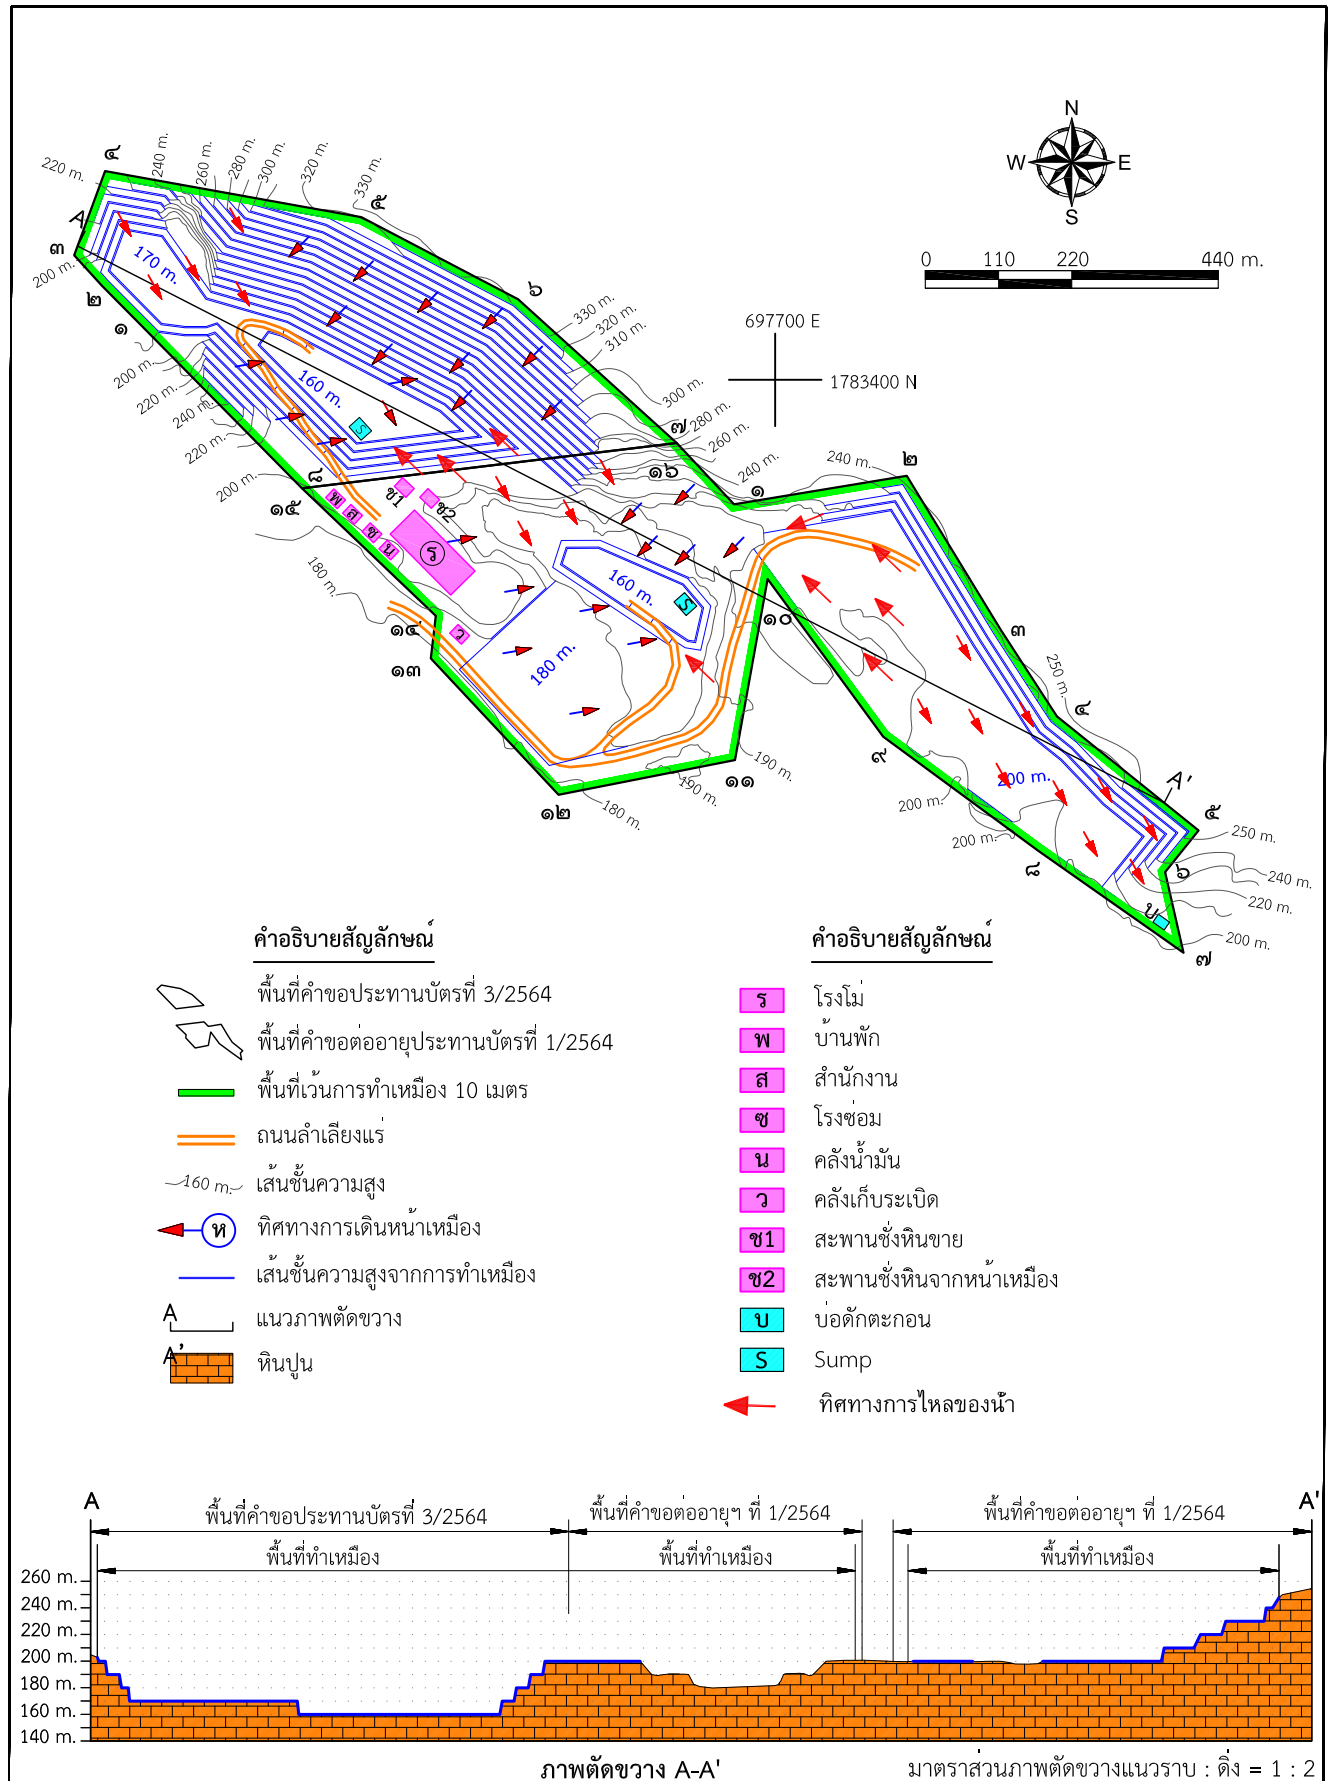 N
W E
S
0 110 220 440 m.
697700 E
1783400 N
๔
220 m.
240 m.
260 m.
280 m.
300 m.
320 m.
330 m.
๕
A
๓
200 m.
170 m.
๒
๑
๖
330 m.
320 m.
310 m.
200 m.
220 m.
240 m.
220 m.
160 m.
S
300 m.
๗
280 m.
260 m.
240 m.
๑๖
๑
240 m.
๒
200 m.
๘
๑๕
พ
ส
ซ
น
ช1
ช2
ร
180 m.
160 m.
S
๑๔
ว
๑๓
180 m.
๑๐
๓
250 m.
๔
๙
190 m.
190 m.
๑๑
๑๒
180 m.
200 m.
200 m.
200 m.
A'
๕
250 m.
๖
240 m.
220 m.
200 m.
๘
บ
๗
คำอธิบายสัญลักษณ์
พื้นที่คำขอประทานบัตรที่ 3/2564
พื้นที่คำขอต่ออายุประทานบัตรที่ 1/2564
พื้นที่เว้นการทำเหมือง 10 เมตร
ถนนลำเลียงแร่
160 m. เส้นชั้นความสูง
ห ทิศทางการเดินหน้าเหมือง
เส้นชั้นความสูงจากการทำเหมือง
A
A' แนวภาพตัดขวาง
หินปูน
คำอธิบายสัญลักษณ์
ร โรงโม่
พ บ้านพัก
ส สำนักงาน
ซ โรงซ่อม
น คลังน้ำมัน
ว คลังเก็บระเบิด
ช1 สะพานชั่งหินขาย
ช2 สะพานชั่งหินจากหน้าเหมือง
บ บ่อดักตะกอน
S Sump
ทิศทางการไหลของน้ำ
A A'
พื้นที่คำขอประทานบัตรที่ 3/2564 พื้นที่คำขอต่ออายุฯ ที่ 1/2564 พื้นที่คำขอต่ออายุฯ ที่ 1/2564
พื้นที่ทำเหมือง พื้นที่ทำเหมือง พื้นที่ทำเหมือง
260 m.
240 m.
220 m.
200 m.
180 m.
160 m.
140 m.
ภาพตัดขวาง A-A'
มาตราส่วนภาพตัดขวางแนวราบ : ดิ่ง = 1 : 2